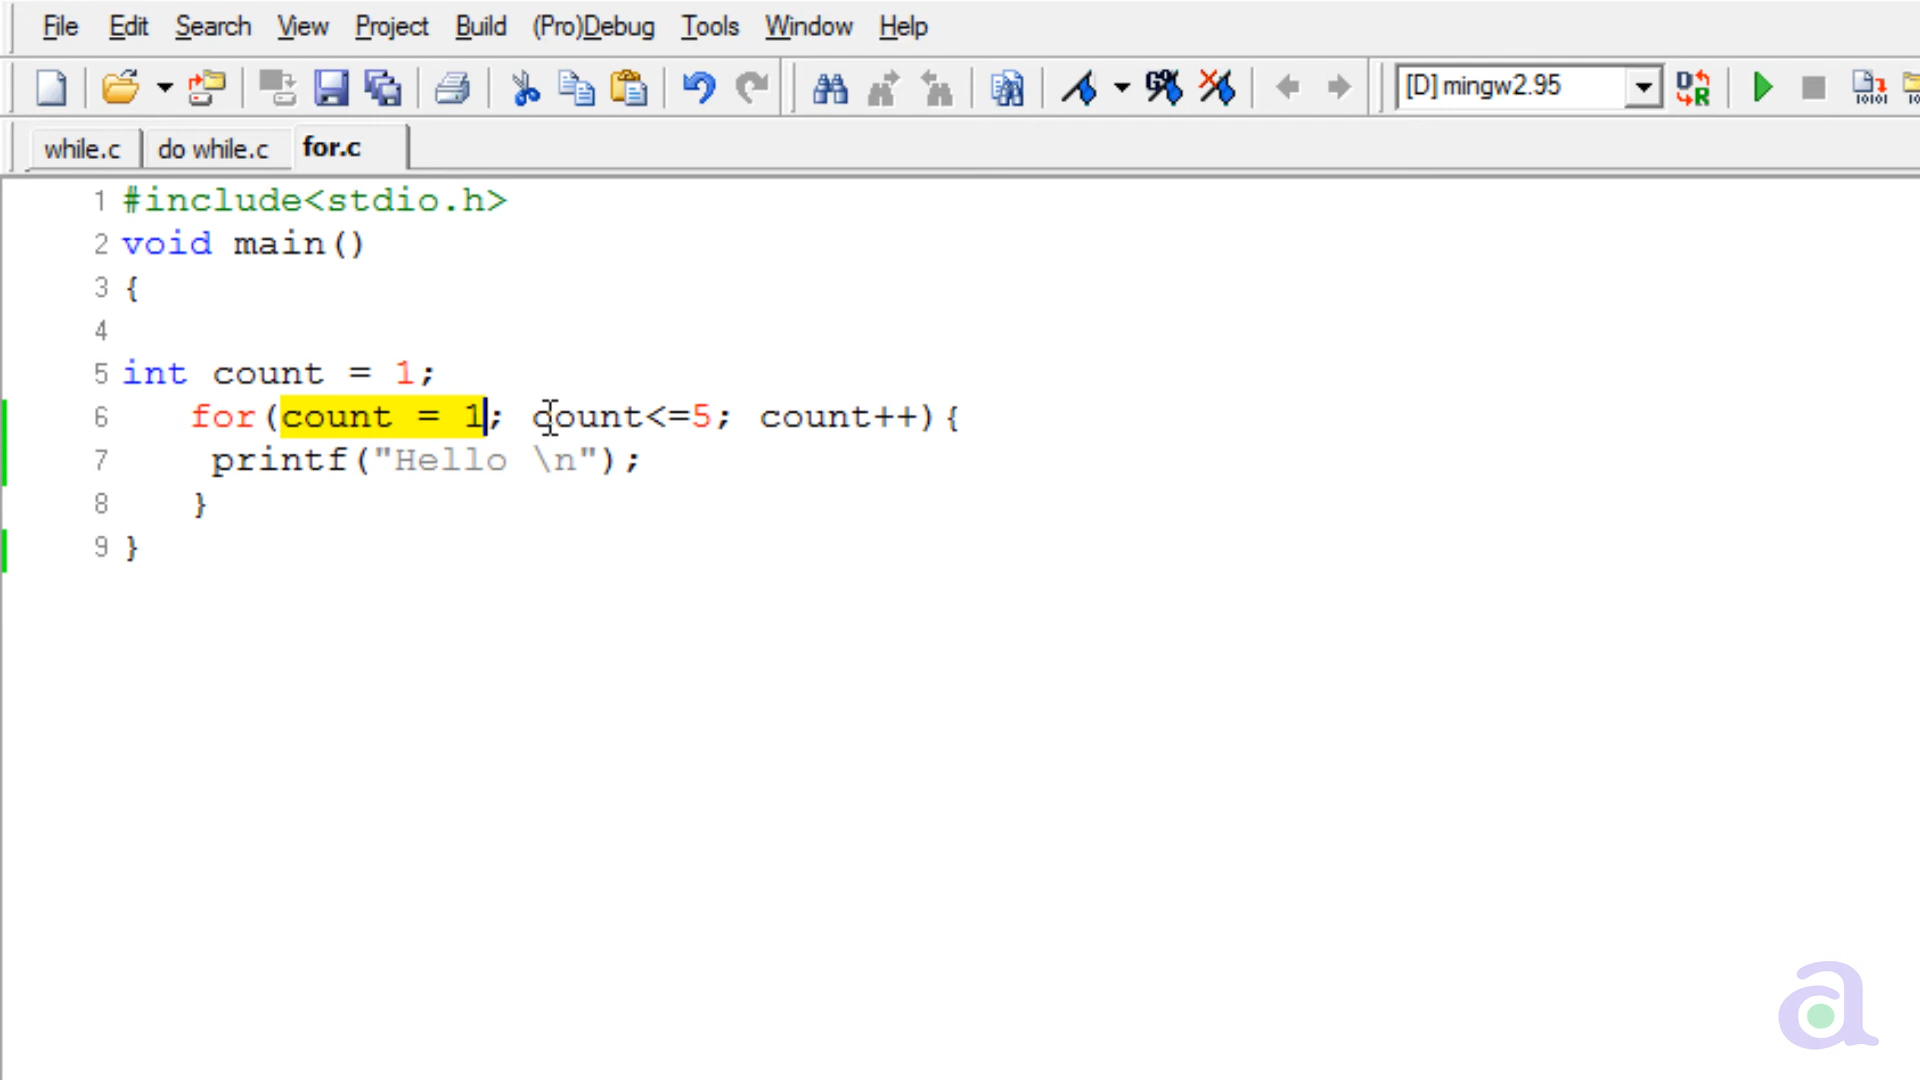 File Edit Search View Project Build (Pro)Debug Tools Window Help
[D] mingw2.95
while.c do while.c for.c
1 #include<stdio.h>
2 void main()
3 {
4
5 int count = 1;
6 for(count = 1; count<=5; count++){
7 printf("Hello \n");
8 }
9 }
a